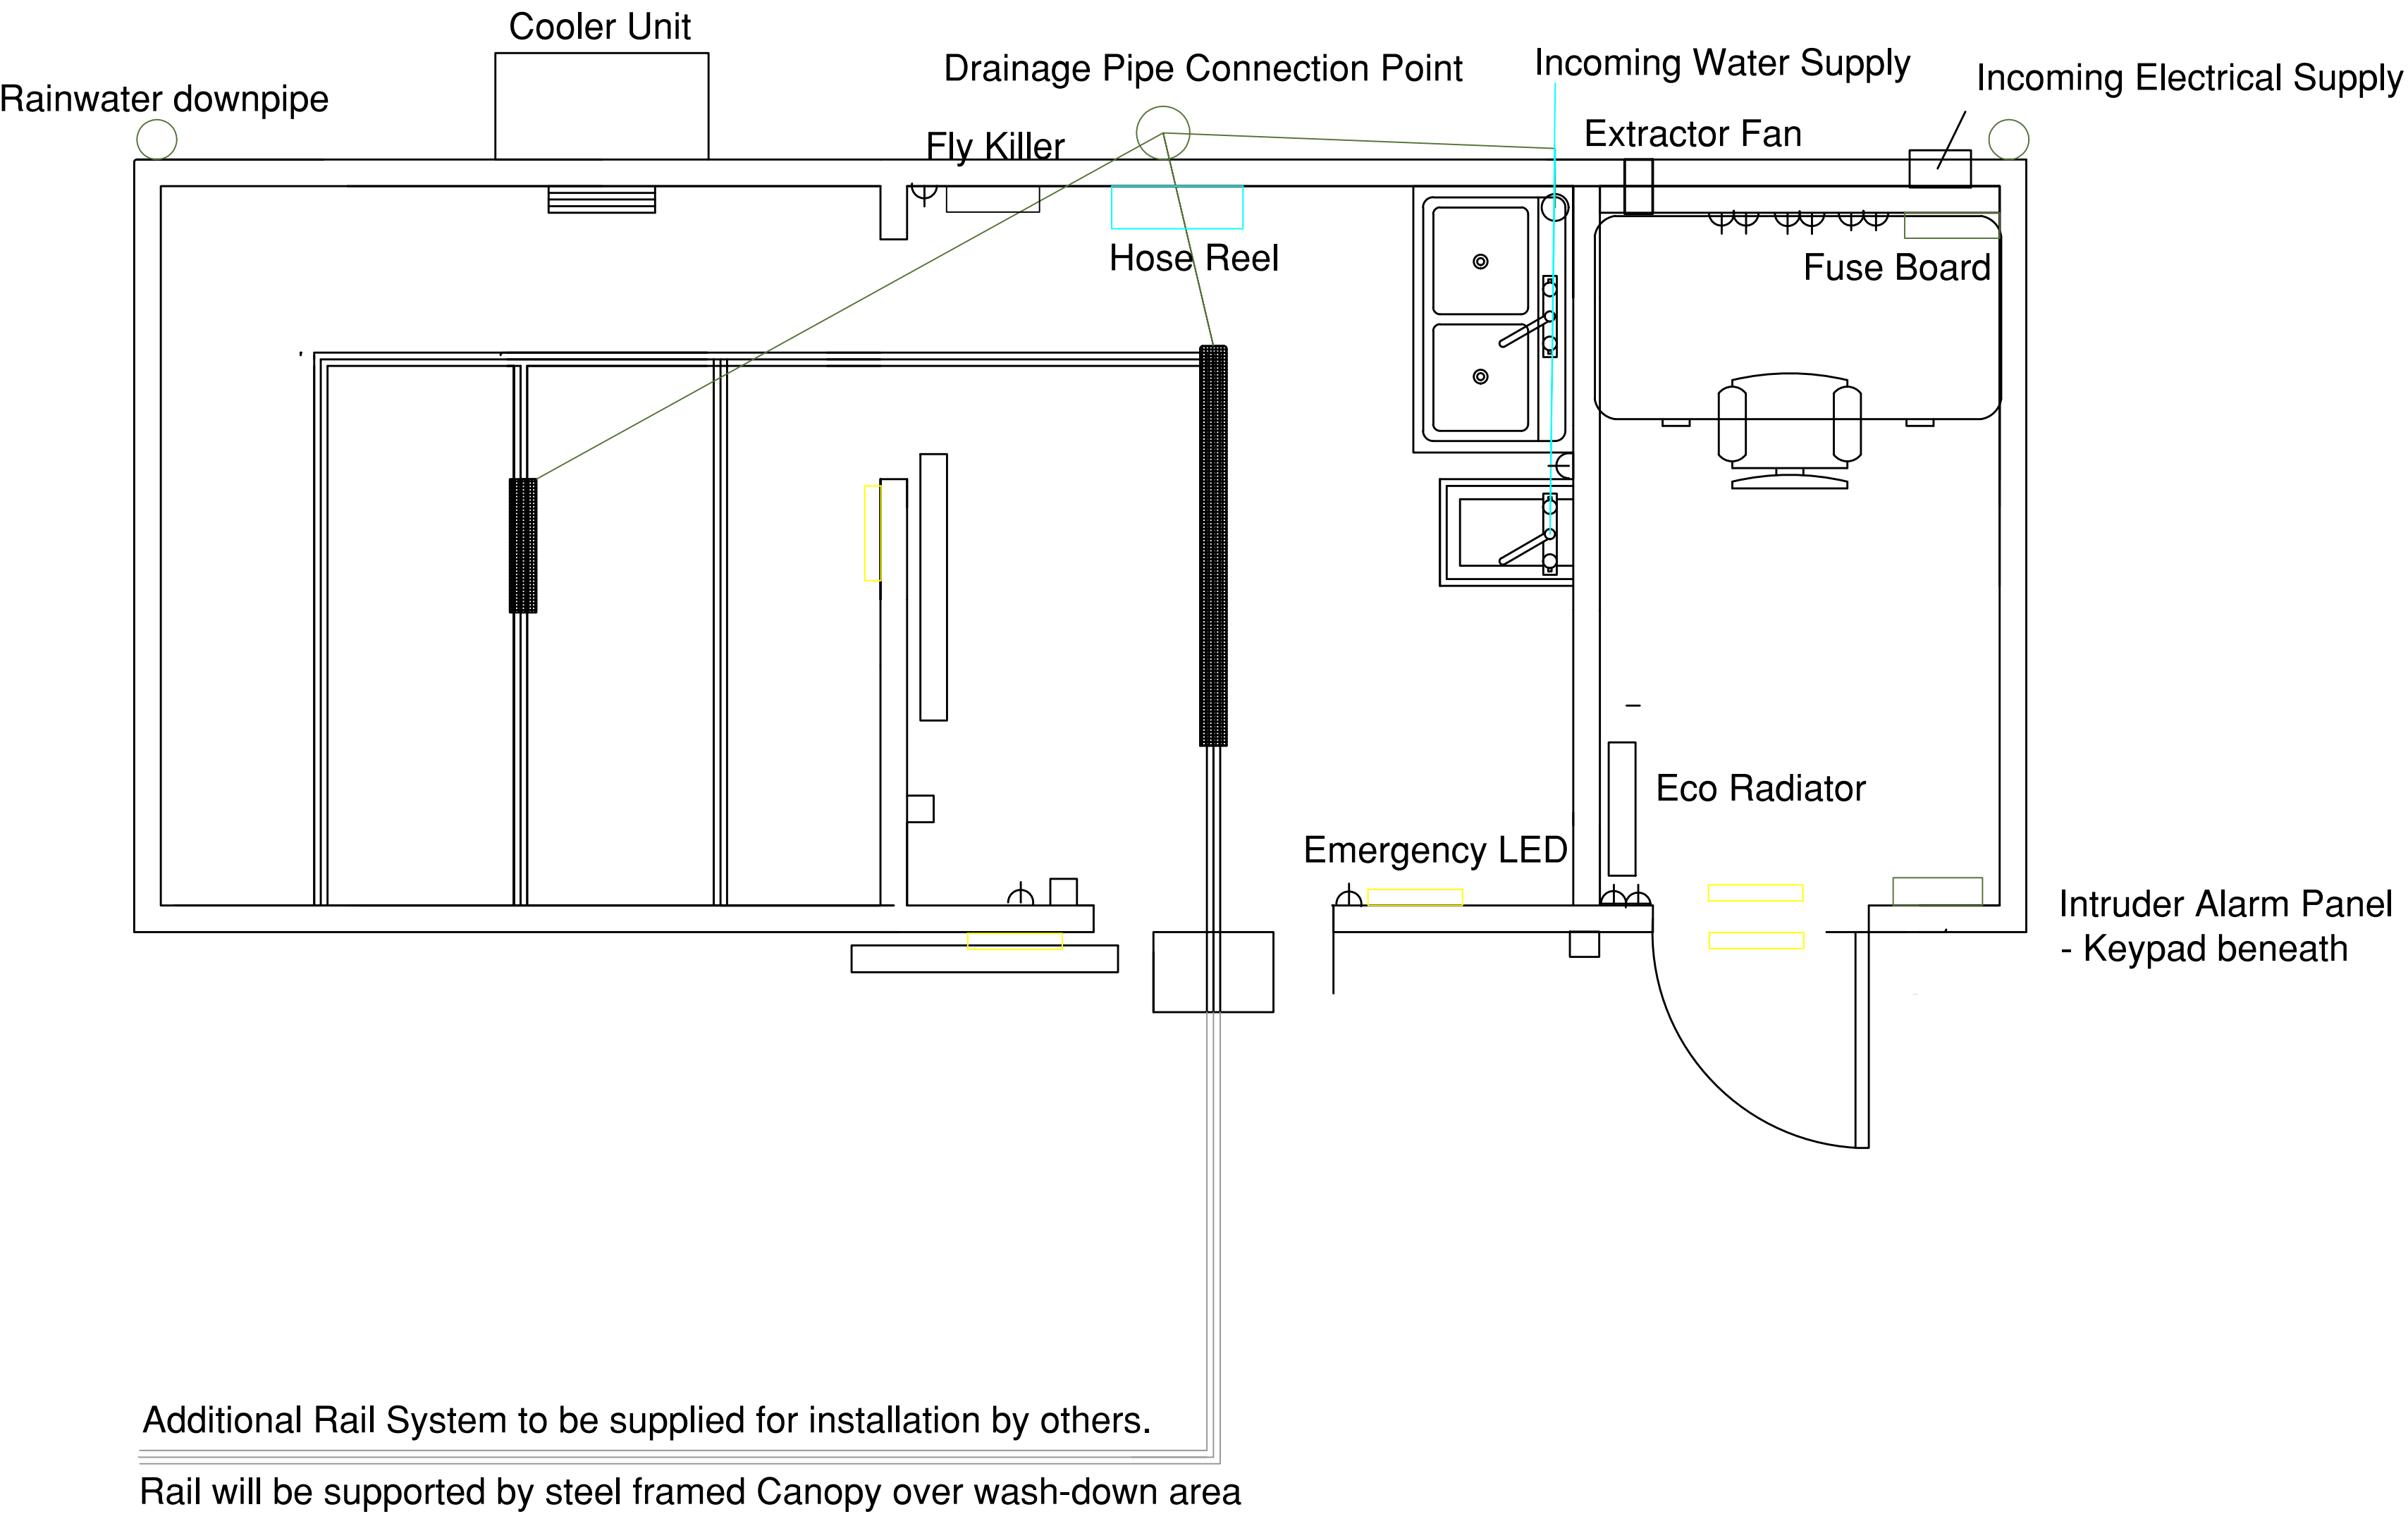 Cooler Unit
Rainwater downpipe
Drainage Pipe Connection Point
Incoming Water Supply
Incoming Electrical Supply
Fly Killer
Extractor Fan
Hose Reel
Fuse Board
Eco Radiator
Emergency LED
Intruder Alarm Panel
- Keypad beneath
Additional Rail System to be supplied for installation by others.
Rail will be supported by steel framed Canopy over wash-down area